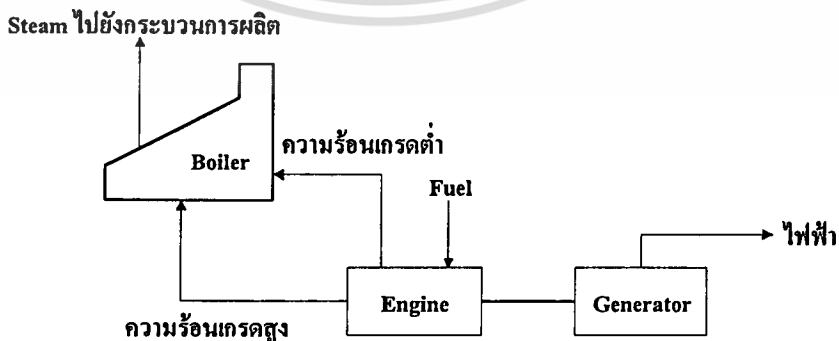 Steam ไปยังกระบวนการผลิต
ความร้อนเกรดต่ำ
Boiler
Fuel
ไฟฟ้า
Engine
Generator
ความร้อนเกรดสูง